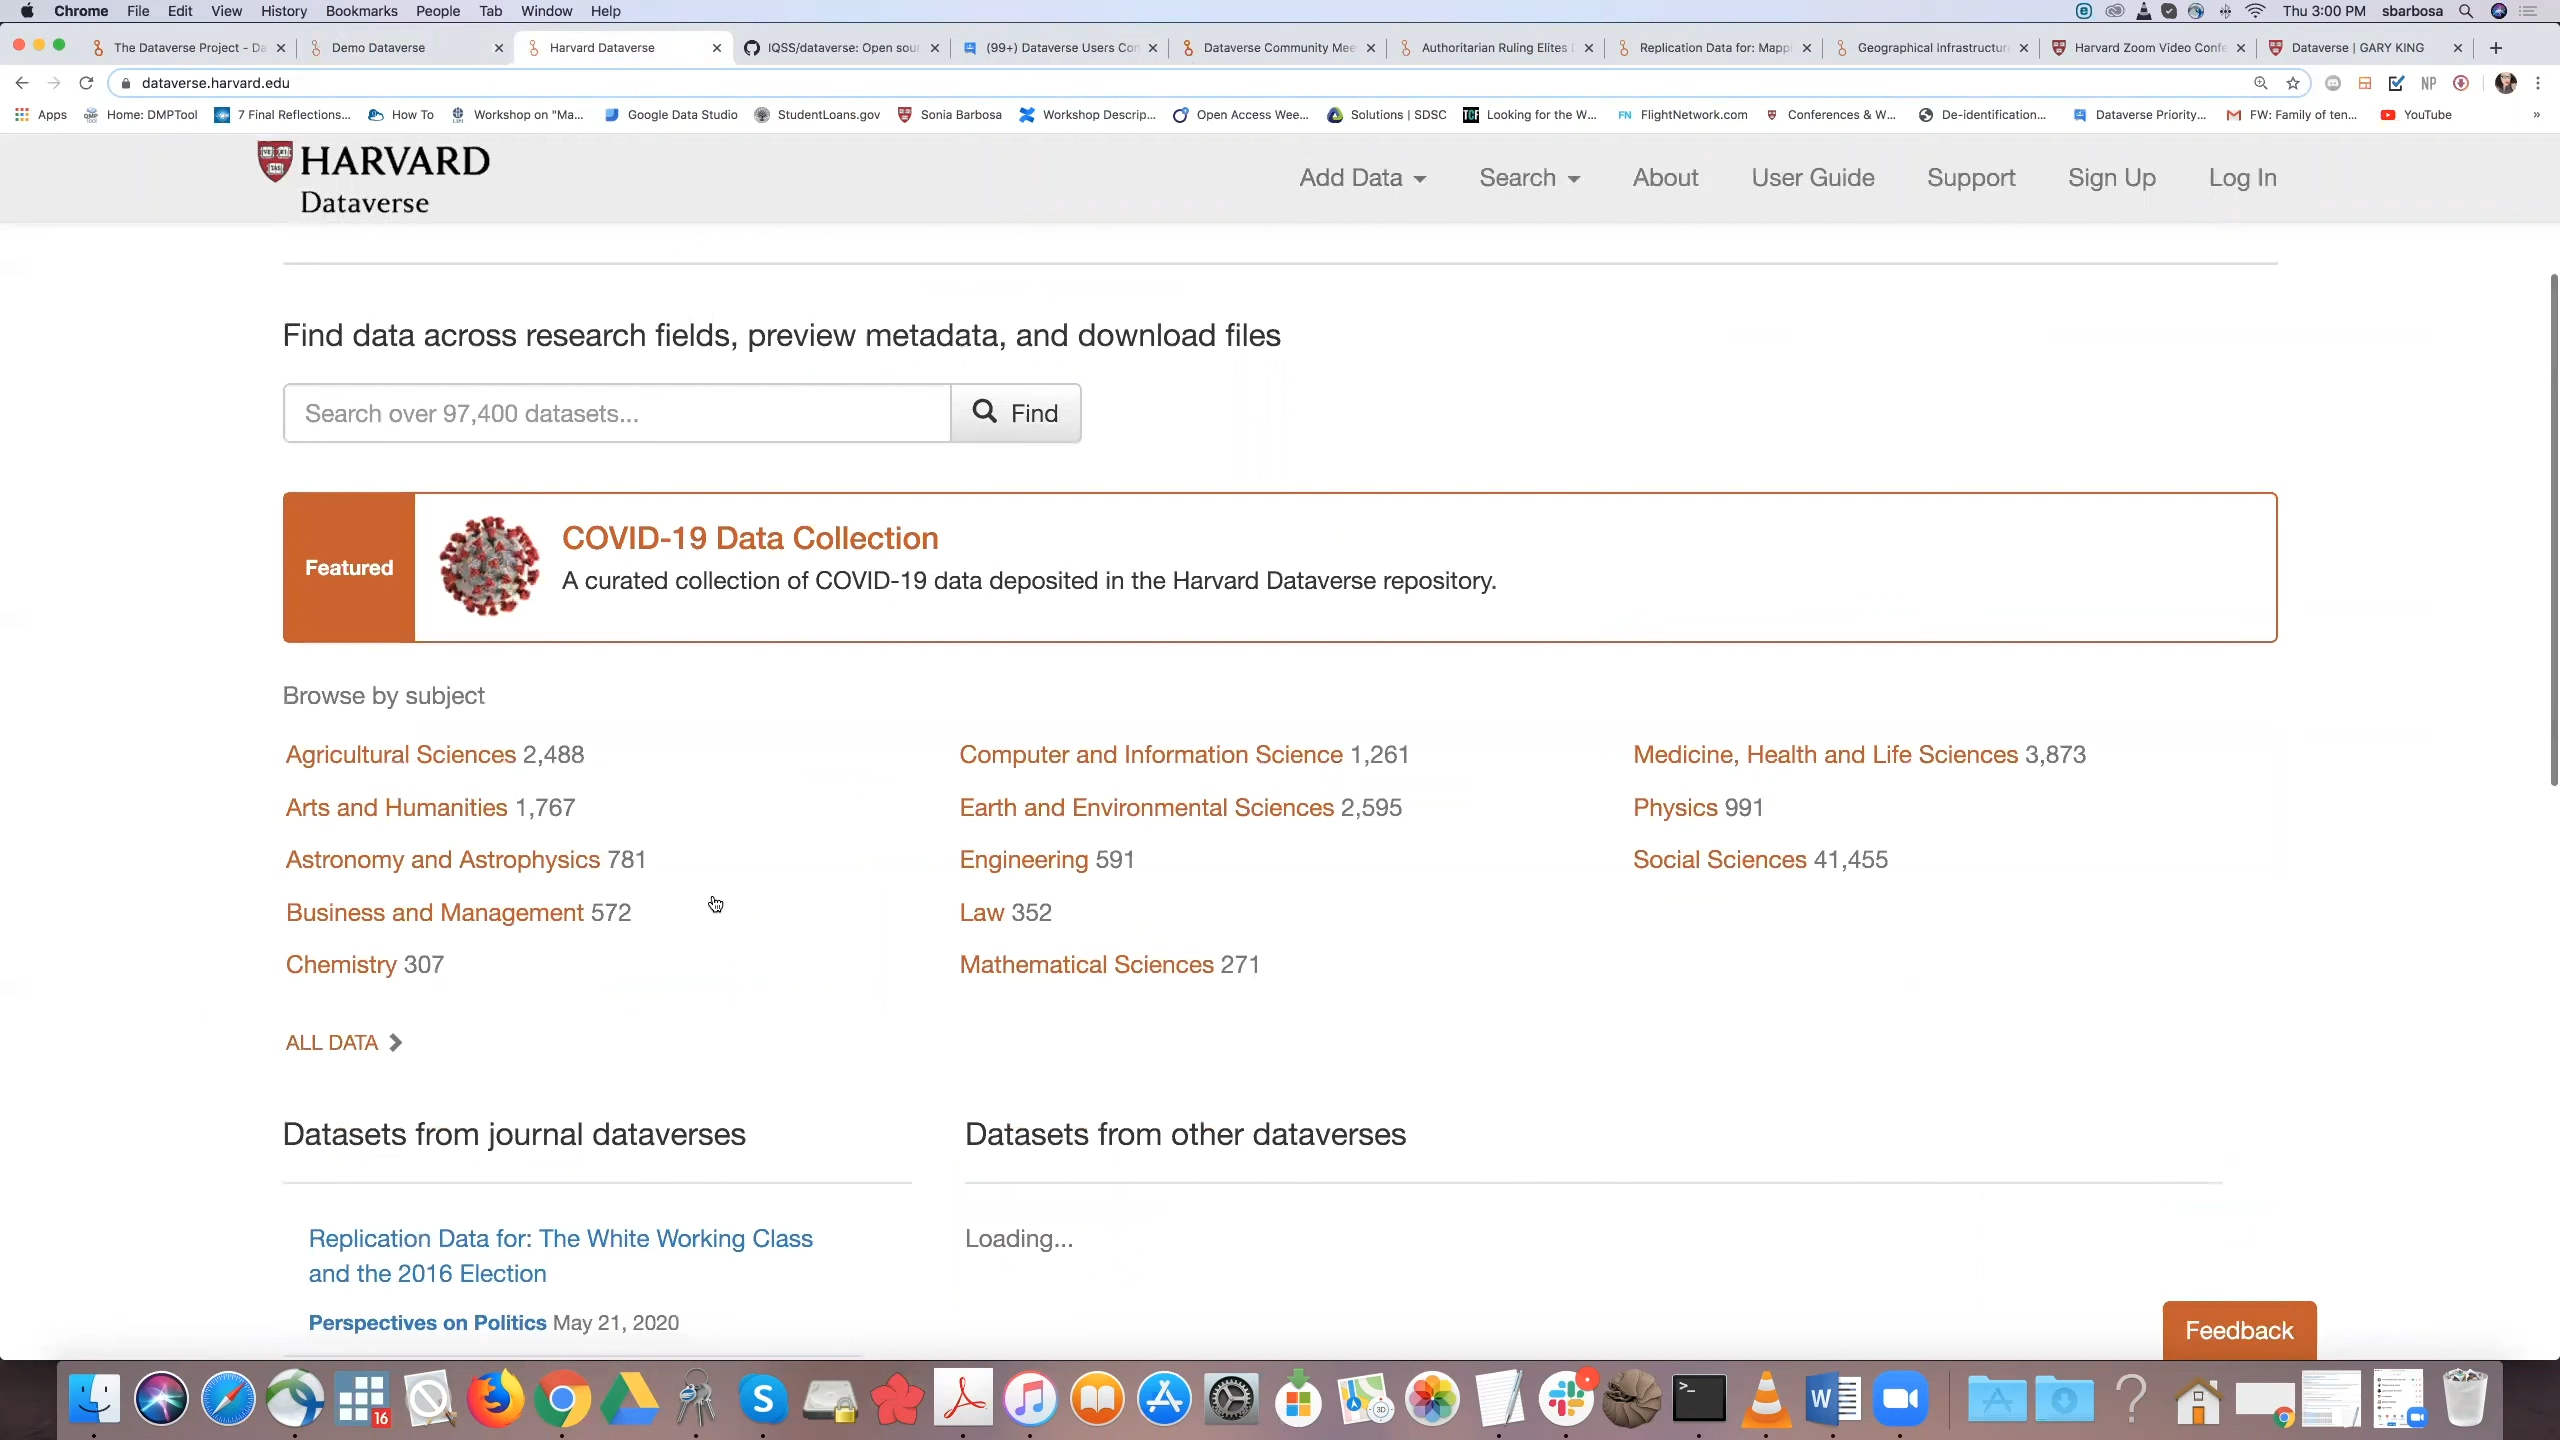 Chrome File Edit View History Bookmarks People Tab Window Help Thu 3:00 PM sbarbosa
The Dataverse Project - Da Demo Dataverse Harvard Dataverse IQSS/dataverse: Open sour (99+) Dataverse Users Con Dataverse Community Mee Authoritarian Ruling Elites D Replication Data for: Mappi Geographical Infrastructur Harvard Zoom Video Confe Dataverse | GARY KING
dataverse.harvard.edu NP
Apps Home: DMPTool 7 Final Reflections... How To Workshop on "Ma... Google Data Studio StudentLoans.gov Sonia Barbosa Workshop Descrip... Open Access Wee... Solutions | SDSC Looking for the W... FlightNetwork.com Conferences & W... De-identification... Dataverse Priority... FW: Family of ten... YouTube »
HARVARD
Dataverse
Add Data Search About User Guide Support Sign Up Log In
Find data across research fields, preview metadata, and download files
Search over 97,400 datasets... Find
Featured
COVID-19 Data Collection
A curated collection of COVID-19 data deposited in the Harvard Dataverse repository.
Browse by subject
Agricultural Sciences 2,488 Computer and Information Science 1,261 Medicine, Health and Life Sciences 3,873
Arts and Humanities 1,767 Earth and Environmental Sciences 2,595 Physics 991
Astronomy and Astrophysics 781 Engineering 591 Social Sciences 41,455
Business and Management 572 Law 352
Chemistry 307 Mathematical Sciences 271
ALL DATA
Datasets from journal dataverses Datasets from other dataverses
Replication Data for: The White Working Class
and the 2016 Election
Loading...
Perspectives on Politics May 21, 2020
Feedback
16